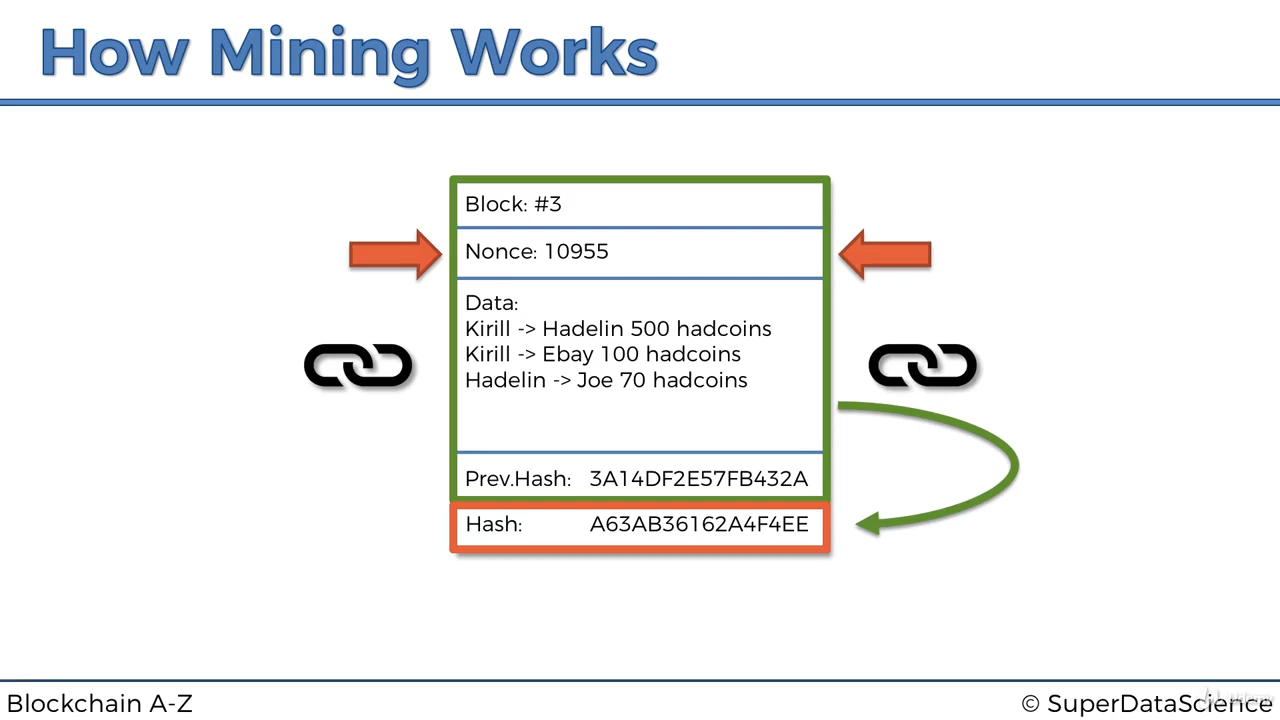 How Mining Works
Block: #3
Nonce: 10955
Data:
Kirill -> Hadelin 500 hadcoins
Kirill -> Ebay 100 hadcoins
Hadelin -> Joe 70 hadcoins
Prev.Hash: 3A14DF2E57FB432A
Hash: A63AB36162A4F4EE
Blockchain A-Z
© SuperDataScience